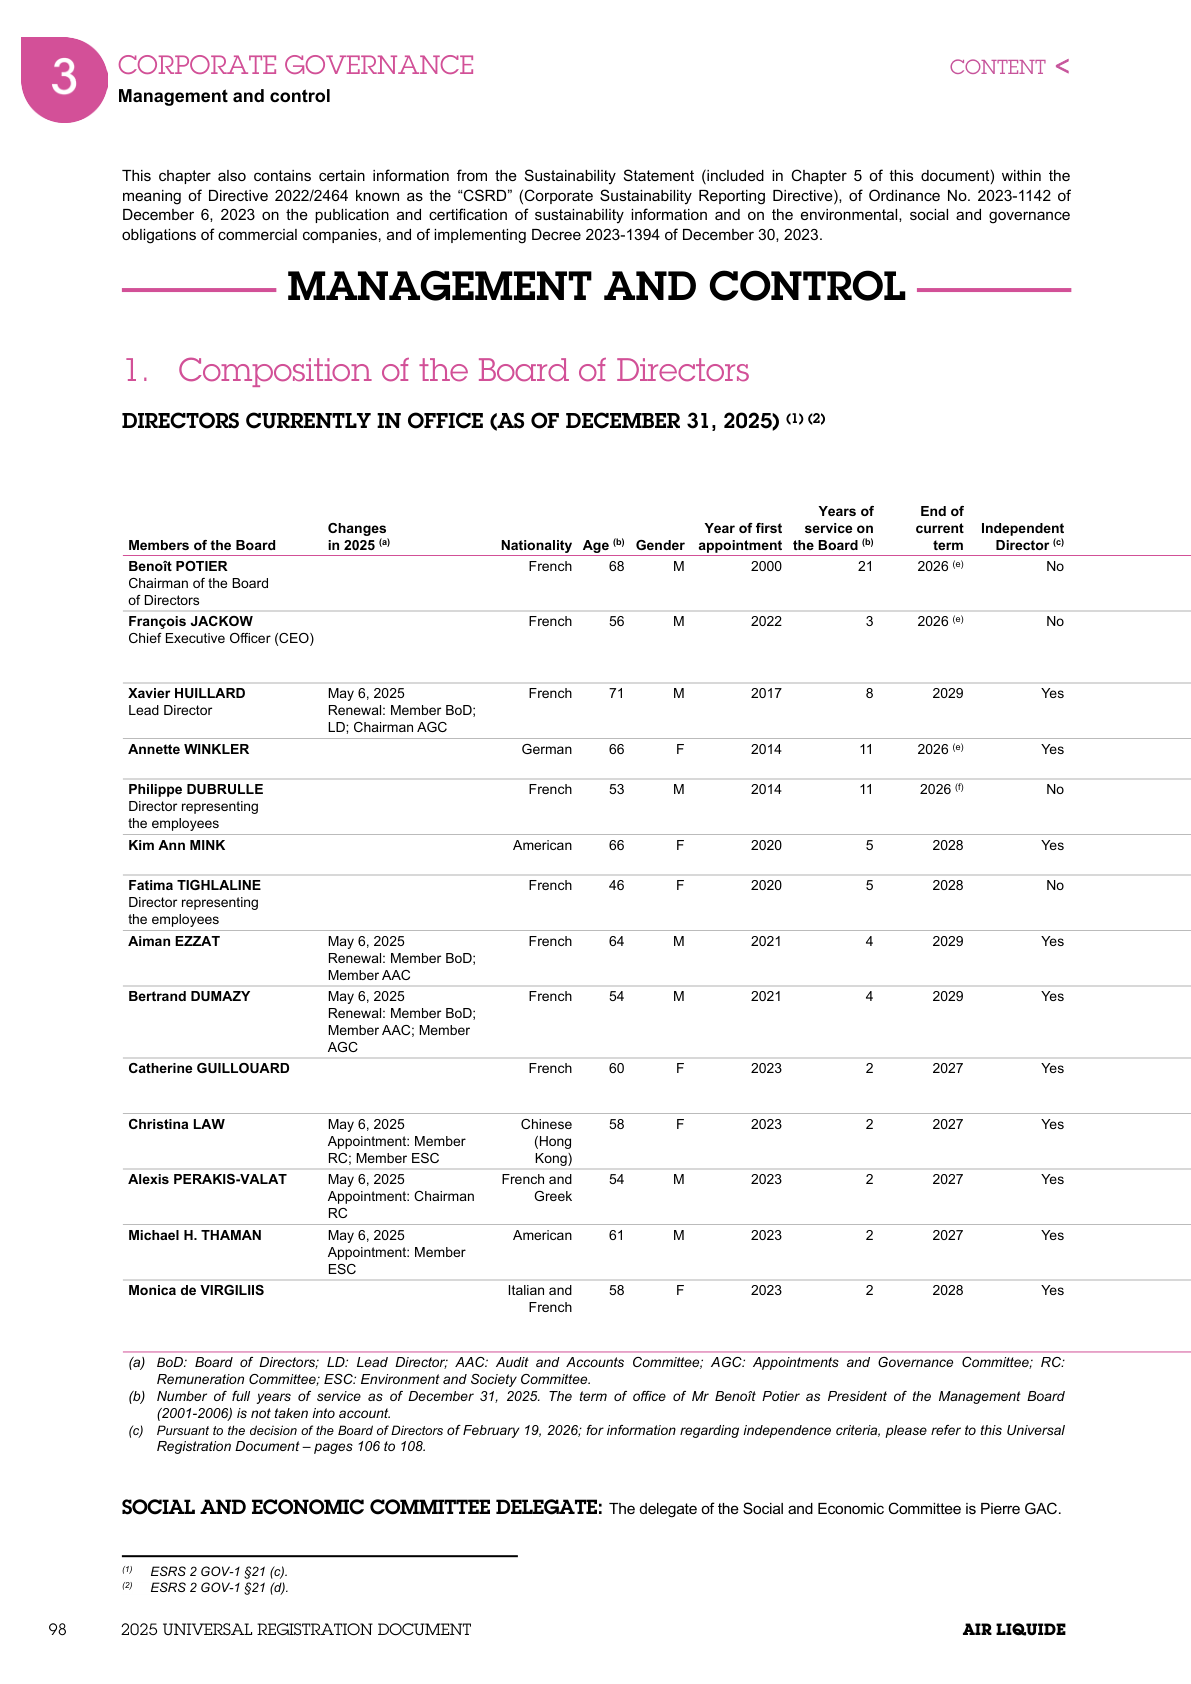 3
CORPORATE GOVERNANCE
CONTENT <
Management and control
This chapter also contains certain information from the Sustainability Statement (included in Chapter 5 of this document) within the
meaning of Directive 2022/2464 known as the “CSRD” (Corporate Sustainability Reporting Directive), of Ordinance No. 2023-1142 of
December 6, 2023 on the publication and certification of sustainability information and on the environmental, social and governance
obligations of commercial companies, and of implementing Decree 2023-1394 of December 30, 2023.
MANAGEMENT AND CONTROL
1. Composition of the Board of Directors
DIRECTORS CURRENTLY IN OFFICE (AS OF DECEMBER 31, 2025) (1) (2)
Years of End of
Changes Year of first service on current Independent
Members of the Board in 2025 (a) Nationality Age (b) Gender appointment the Board (b) term Director (c)
Benoît POTIER French 68 M 2000 21 2026 (e) No
Chairman of the Board
of Directors
François JACKOW French 56 M 2022 3 2026 (e) No
Chief Executive Officer (CEO)
Xavier HUILLARD May 6, 2025 French 71 M 2017 8 2029 Yes
Lead Director Renewal: Member BoD;
LD; Chairman AGC
Annette WINKLER German 66 F 2014 11 2026 (e) Yes
Philippe DUBRULLE French 53 M 2014 11 2026 (f) No
Director representing
the employees
Kim Ann MINK American 66 F 2020 5 2028 Yes
Fatima TIGHLALINE French 46 F 2020 5 2028 No
Director representing
the employees
Aiman EZZAT May 6, 2025 French 64 M 2021 4 2029 Yes
Renewal: Member BoD;
Member AAC
Bertrand DUMAZY May 6, 2025 French 54 M 2021 4 2029 Yes
Renewal: Member BoD;
Member AAC; Member
AGC
Catherine GUILLOUARD French 60 F 2023 2 2027 Yes
Christina LAW May 6, 2025 Chinese 58 F 2023 2 2027 Yes
Appointment: Member (Hong
RC; Member ESC Kong)
Alexis PERAKIS-VALAT May 6, 2025 French and 54 M 2023 2 2027 Yes
Appointment: Chairman Greek
RC
Michael H. THAMAN May 6, 2025 American 61 M 2023 2 2027 Yes
Appointment: Member
ESC
Monica de VIRGILIIS Italian and 58 F 2023 2 2028 Yes
French
(a) BoD: Board of Directors; LD: Lead Director; AAC: Audit and Accounts Committee; AGC: Appointments and Governance Committee; RC:
Remuneration Committee; ESC: Environment and Society Committee.
(b) Number of full years of service as of December 31, 2025. The term of office of Mr Benoît Potier as President of the Management Board
(2001-2006) is not taken into account.
(c) Pursuant to the decision of the Board of Directors of February 19, 2026; for information regarding independence criteria, please refer to this Universal
Registration Document – pages 106 to 108.
SOCIAL AND ECONOMIC COMMITTEE DELEGATE: The delegate of the Social and Economic Committee is Pierre GAC.
(1) ESRS 2 GOV-1 §21 (c).
(2) ESRS 2 GOV-1 §21 (d).
98 2025 UNIVERSAL REGISTRATION DOCUMENT AIR LIQUIDE